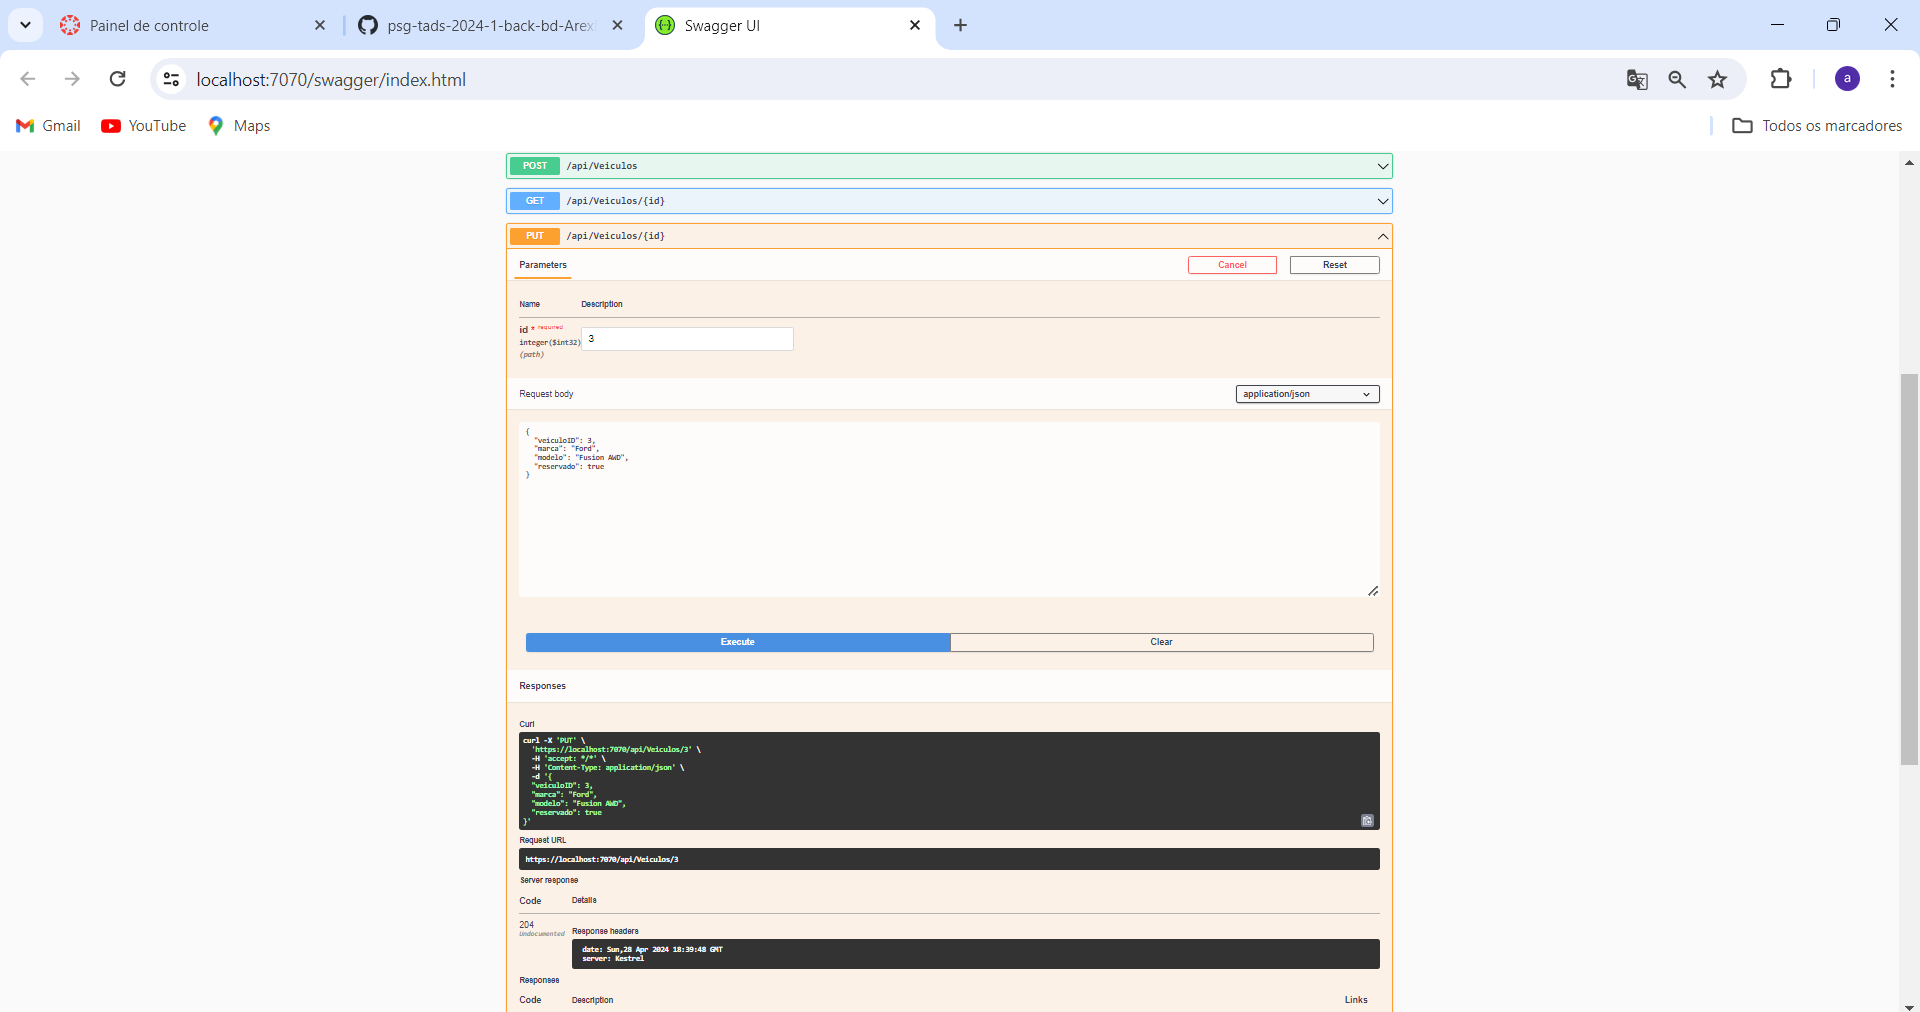 Painel de controle
psg-tads-2024-1-back-bd-Arex
Swagger UI
localhost:7070/swagger/index.html
a
Gmail
YouTube
Maps
Todos os marcadores
POST /api/Veiculos
GET /api/Veiculos/{id}
PUT /api/Veiculos/{id}
Parameters
Cancel
Reset
Name Description
id * required
integer($int32)
(path)
3
Request body
application/json
{
"veiculoID": 3,
"marca": "Ford",
"modelo": "Fusion AWD",
"reservado": true
}
Execute
Clear
Responses
Curl
curl -X 'PUT' \
'https://localhost:7070/api/Veiculos/3' \
-H 'accept: */*' \
-H 'Content-Type: application/json' \
-d '{
"veiculoID": 3,
"marca": "Ford",
"modelo": "Fusion AWD",
"reservado": true
}'
Request URL
https://localhost:7070/api/Veiculos/3
Server response
Code Details
204
Undocumented
Response headers
date: Sun,28 Apr 2024 18:39:48 GMT
server: Kestrel
Responses
Code Description Links